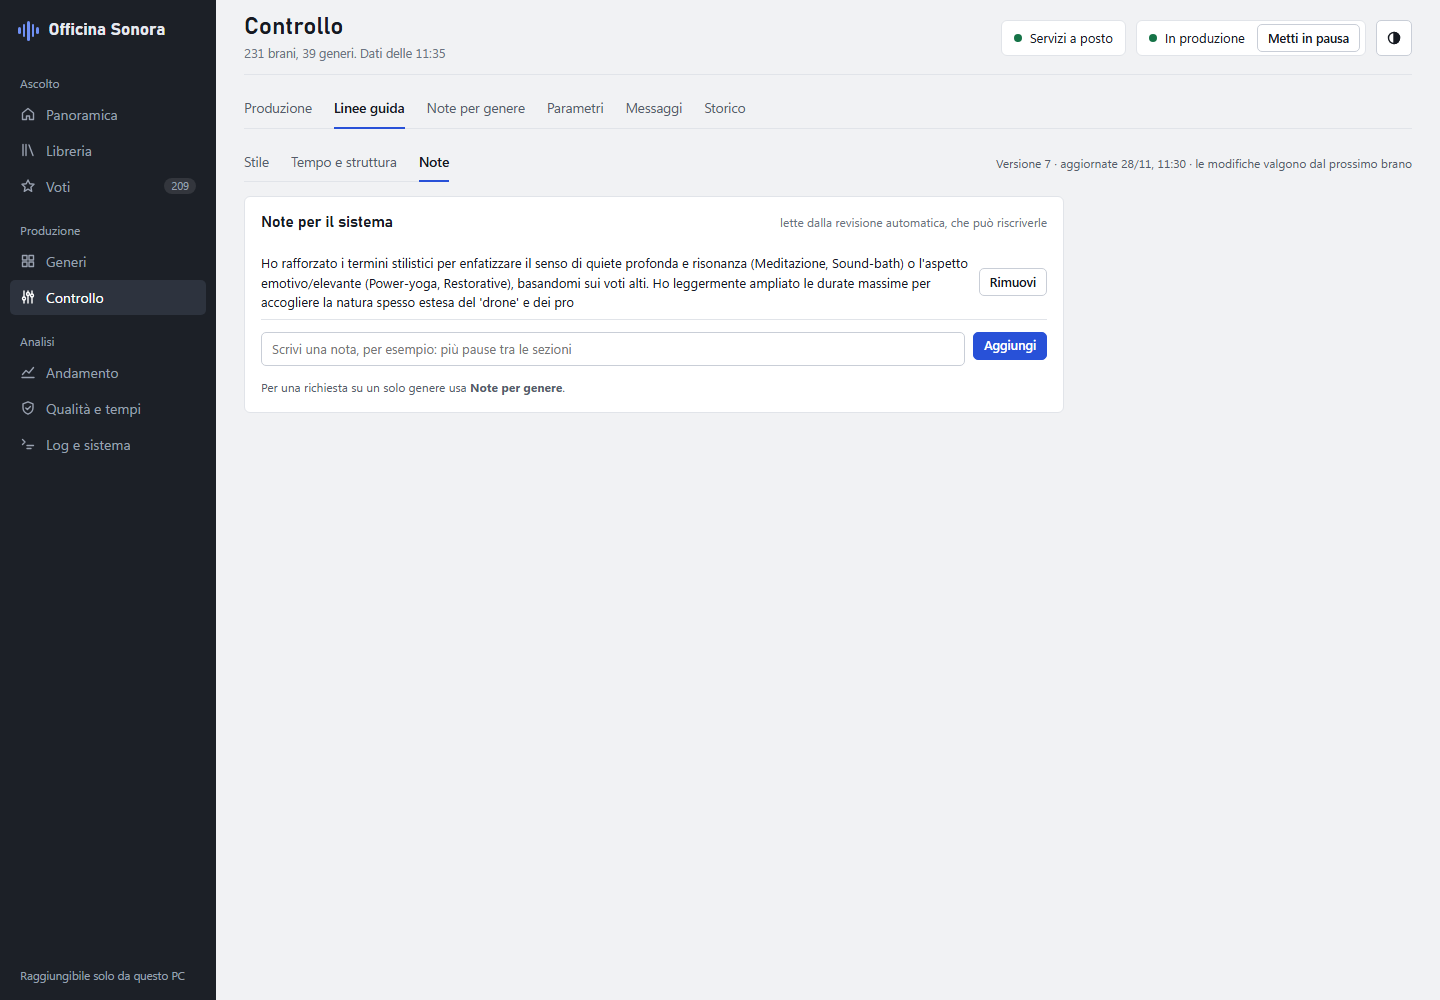 Officina Sonora
Ascolto
Panoramica
Libreria
Voti 209
Produzione
Generi
Controllo
Analisi
Andamento
Qualità e tempi
Log e sistema
Raggiungibile solo da questo PC
Controllo
231 brani, 39 generi. Dati delle 11:35
Servizi a posto
In produzione Metti in pausa
Produzione Linee guida Note per genere Parametri Messaggi Storico
Stile Tempo e struttura Note
Versione 7 · aggiornate 28/11, 11:30 · le modifiche valgono dal prossimo brano
Note per il sistema
lette dalla revisione automatica, che può riscriverle
Ho rafforzato i termini stilistici per enfatizzare il senso di quiete profonda e risonanza (Meditazione, Sound-bath) o l'aspetto
emotivo/elevante (Power-yoga, Restorative), basandomi sui voti alti. Ho leggermente ampliato le durate massime per
accogliere la natura spesso estesa del 'drone' e dei pro
Rimuovi
Scrivi una nota, per esempio: più pause tra le sezioni
Aggiungi
Per una richiesta su un solo genere usa Note per genere.